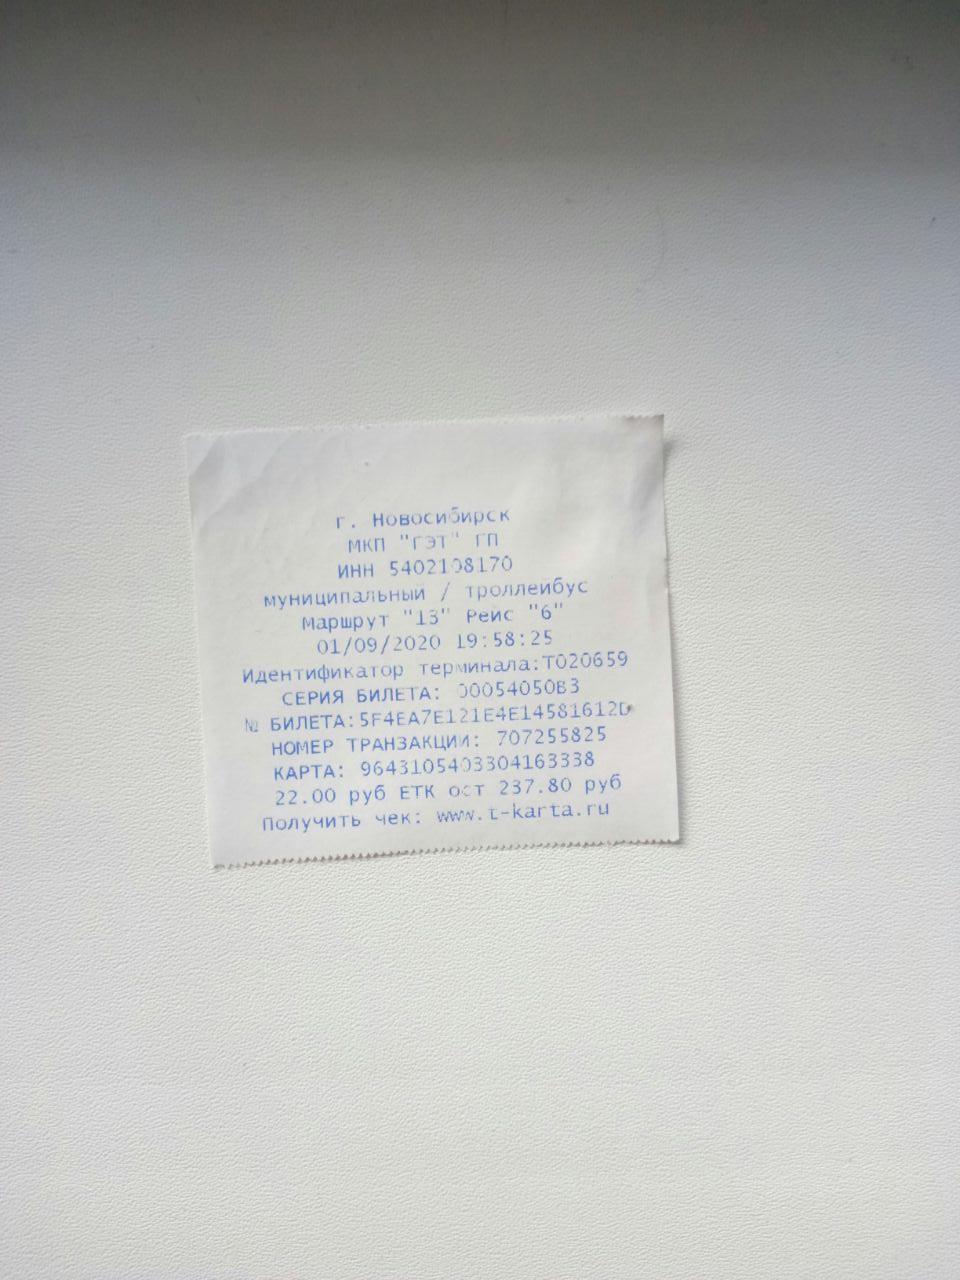 г. Новосибирск
МКП "ГЭТ" ГП
ИНН 5402108170
муниципальный / троллейбус
Маршрут "13" Рейс "6"
01/09/2020 19:58:25
Идентификатор терминала:T020659
СЕРИЯ БИЛЕТА: 00054050B3
№ БИЛЕТА:5F4EA7E121E4E14581612D
НОМЕР ТРАНЗАКЦИИ: 707255825
КАРТА: 9643105403304163338
22.00 руб ЕТК ост 237.80 руб
Получить чек: www.t-karta.ru